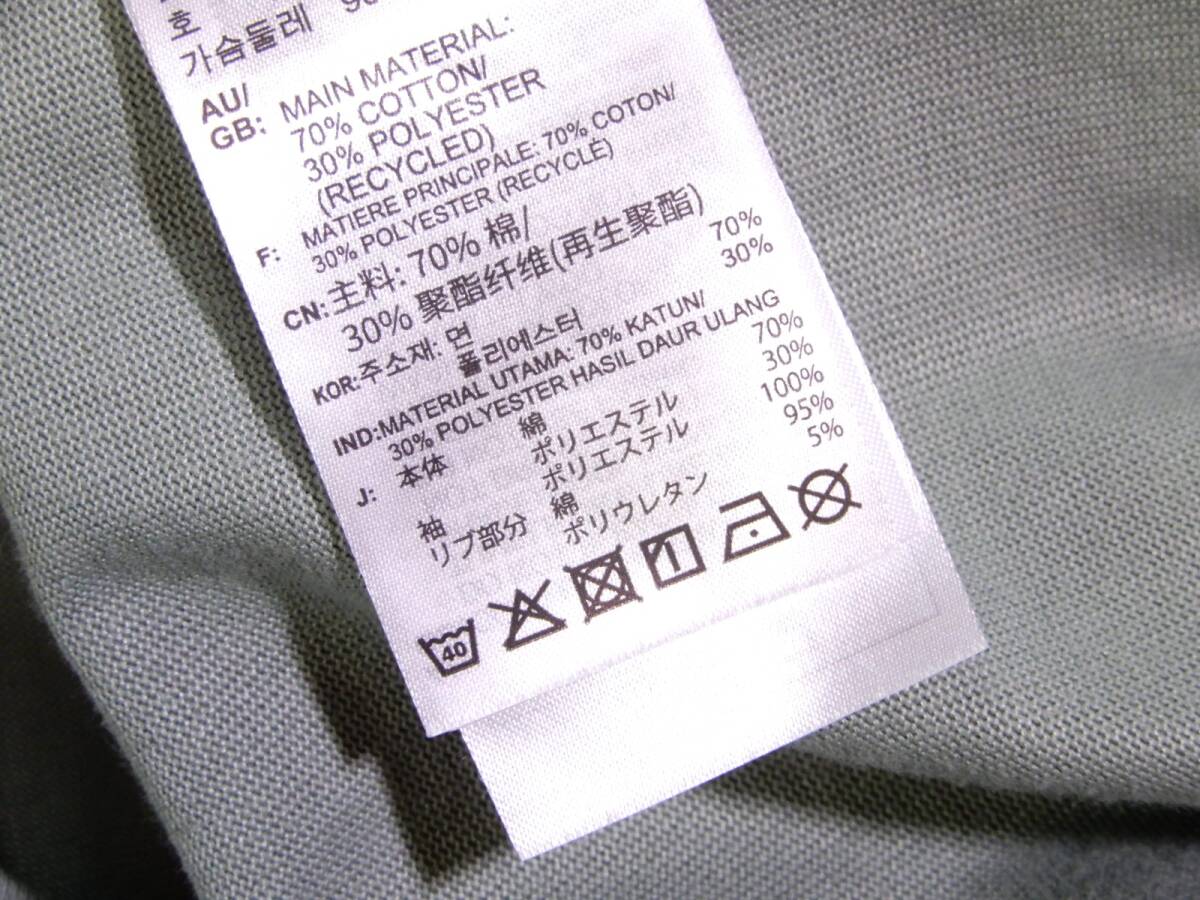 호
가슴둘레
AU/
GB: MAIN MATERIAL:
70% COTTON/
30% POLYESTER
(RECYCLED)
F: MATIERE PRINCIPALE: 70% COTON/
30% POLYESTER (RECYCLÉ)
CN: 主料: 70% 棉/
30% 聚酯纤维(再生聚酯)
KOR: 주소재: 면 70%
폴리에스터 30%
IND: MATERIAL UTAMA: 70% KATUN/
30% POLYESTER HASIL DAUR ULANG
J: 本体 綿 70%
ポリエステル 30%
袖 ポリエステル 100%
リブ部分 綿 95%
ポリウレタン 5%
40